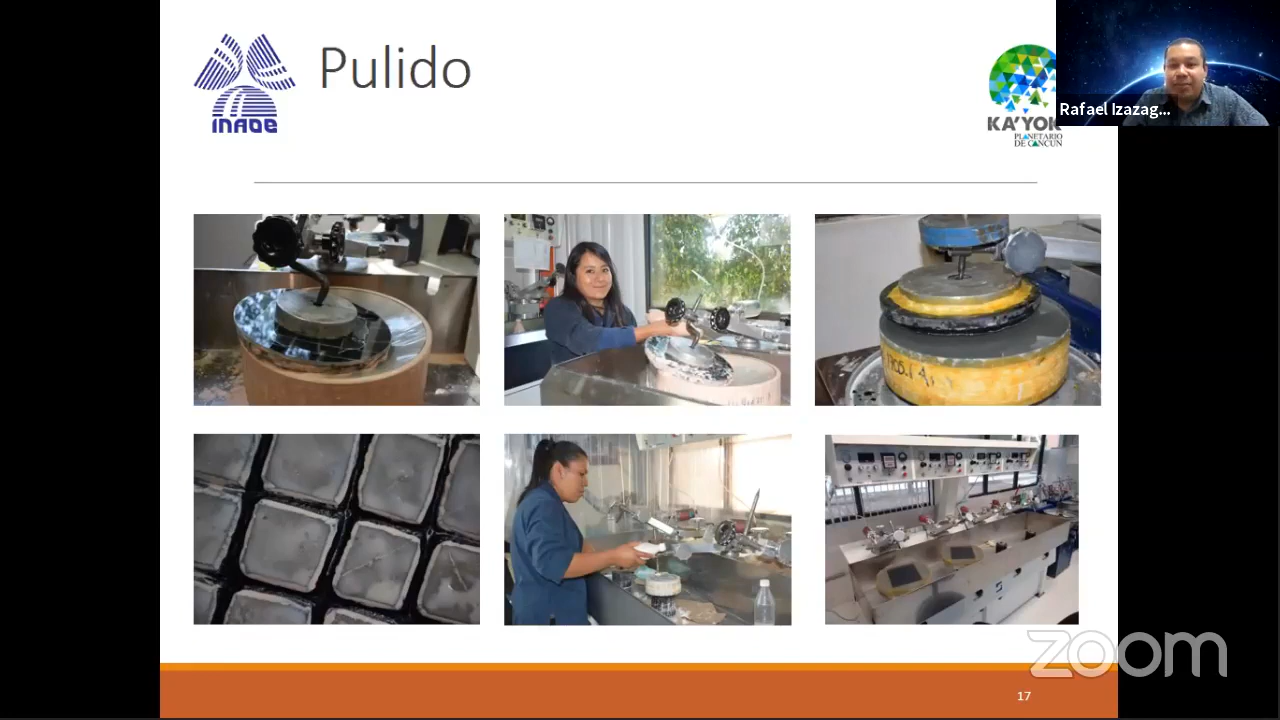 Pulido
INAOE
KA'YOK
PLANETARIO
DE CANCUN
Rafael Izazag...
17
zoom